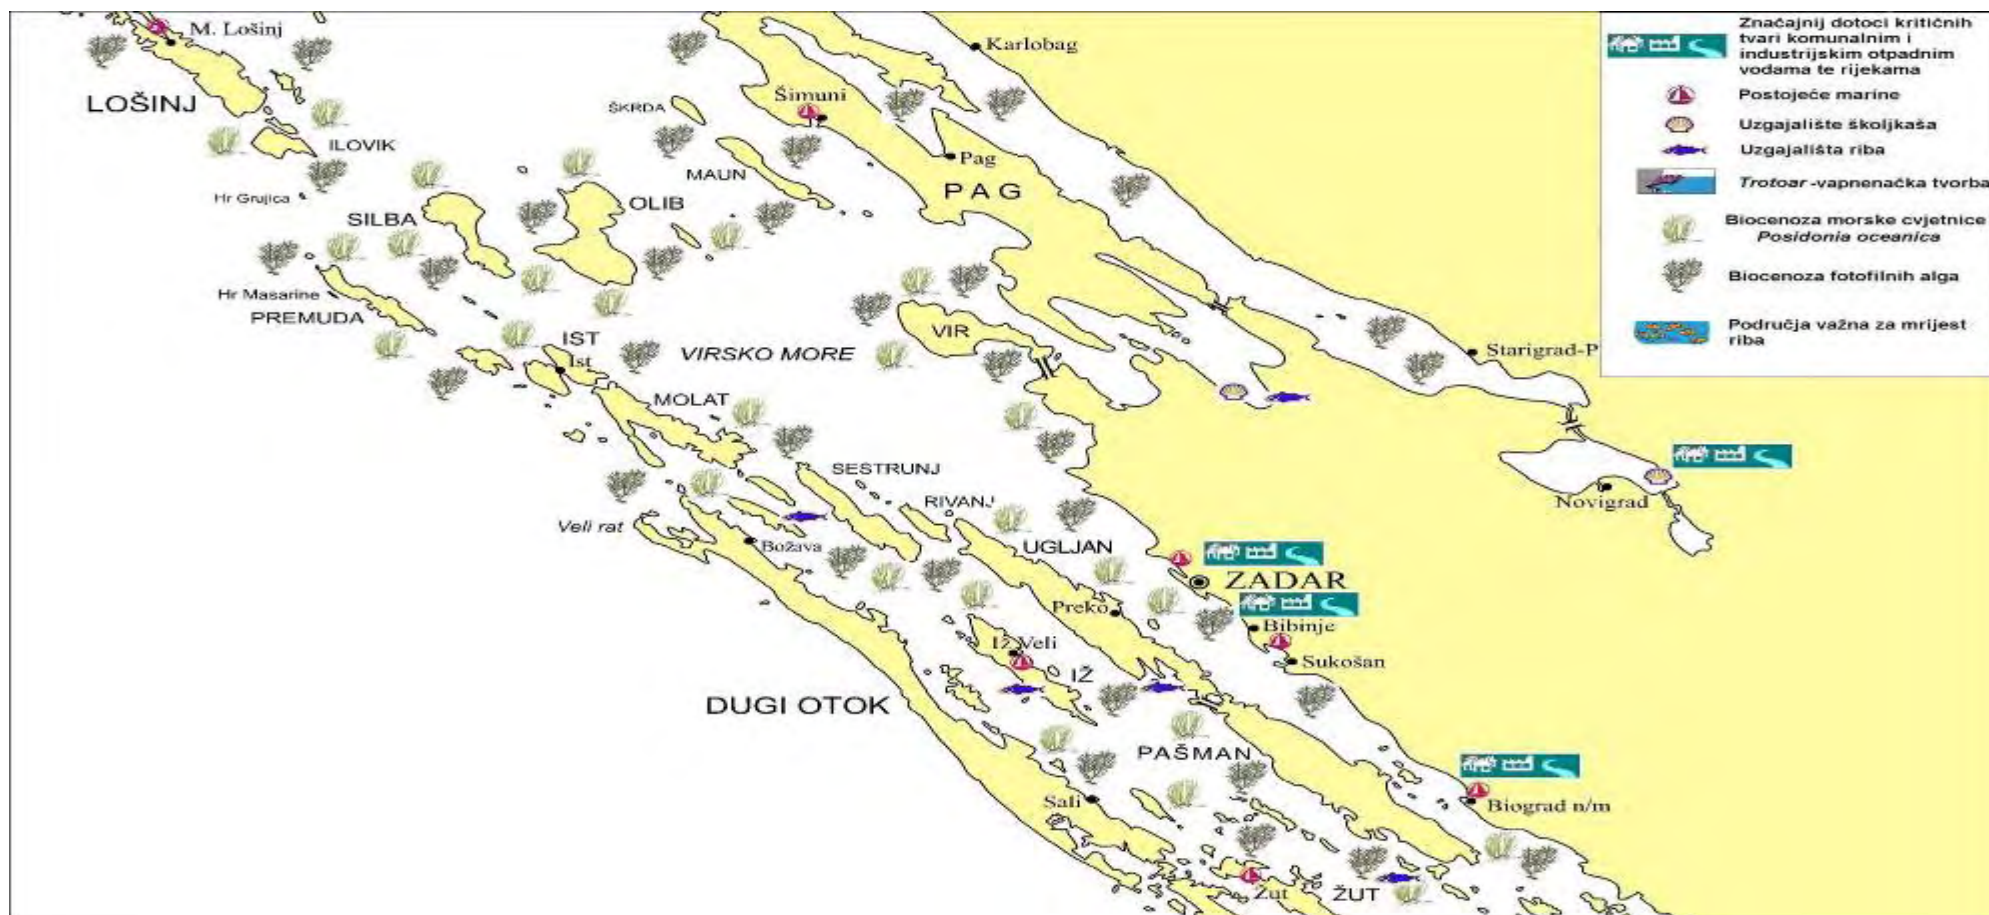 M. Lošinj
LOŠINJ
ILOVIK
Hr Grujica
SILBA
OLIB
ŠKRDA
MAUN
Šimuni
Karlobag
Pag
PAG
Hr Masarine
PREMUDA
IST
Ist
VIRSKO MORE
VIR
Starigrad-P
MOLAT
SESTRUNJ
RIVANJ
Veli rat
Božava
UGLJAN
Novigrad
ZADAR
Preko
Bibinje
Sukošan
Iž Veli
IŽ
DUGI OTOK
PAŠMAN
Sali
Biograd n/m
Žut
ŽUT
Značajnij dotoci kritičnih
tvari komunalnim i
industrijskim otpadnim
vodama te rijekama
Postojeće marine
Uzgajalište školjkaša
Uzgajališta riba
Trotoar -vapnenačka tvorba
Biocenoza morske cvjetnice
Posidonia oceanica
Biocenoza fotofilnih alga
Područja važna za mrijest
riba